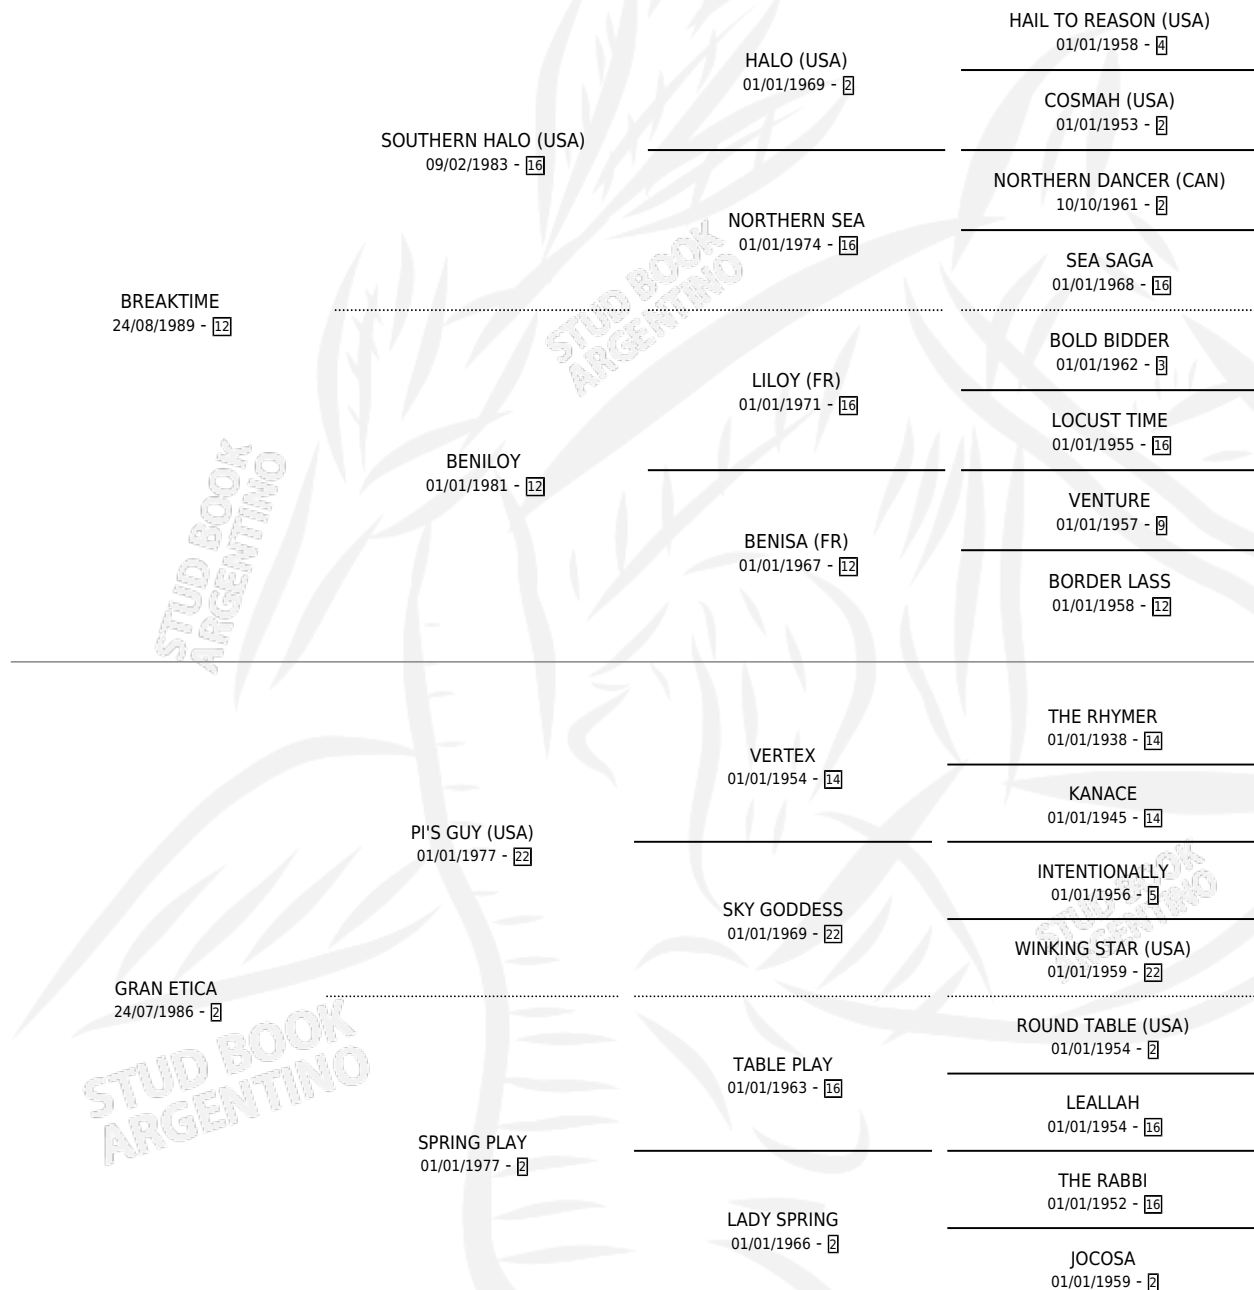 HAIL TO REASON (USA)
01/01/1958 - 4
HALO (USA)
01/01/1969 - 2
COSMAH (USA)
01/01/1953 - 2
SOUTHERN HALO (USA)
09/02/1983 - 16
NORTHERN DANCER (CAN)
10/10/1961 - 2
NORTHERN SEA
01/01/1974 - 16
SEA SAGA
01/01/1968 - 16
BREAKTIME
24/08/1989 - 12
BOLD BIDDER
01/01/1962 - 3
LILOY (FR)
01/01/1971 - 16
LOCUST TIME
01/01/1955 - 16
BENILOY
01/01/1981 - 12
VENTURE
01/01/1957 - 9
BENISA (FR)
01/01/1967 - 12
BORDER LASS
01/01/1958 - 12
THE RHYMER
01/01/1938 - 14
VERTEX
01/01/1954 - 14
KANACE
01/01/1945 - 14
PI'S GUY (USA)
01/01/1977 - 22
INTENTIONALLY
01/01/1956 - 5
SKY GODDESS
01/01/1969 - 22
WINKING STAR (USA)
01/01/1959 - 22
GRAN ETICA
24/07/1986 - 2
ROUND TABLE (USA)
01/01/1954 - 2
TABLE PLAY
01/01/1963 - 16
LEALLAH
01/01/1954 - 16
SPRING PLAY
01/01/1977 - 2
THE RABBI
01/01/1952 - 16
LADY SPRING
01/01/1966 - 2
JOCOSA
01/01/1959 - 2
STUD BOOK
ARGENTINO
STUD BOOK
ARGENTINO
STUD BOOK
ARGENTINO
STUD BOOK
ARGENTINO